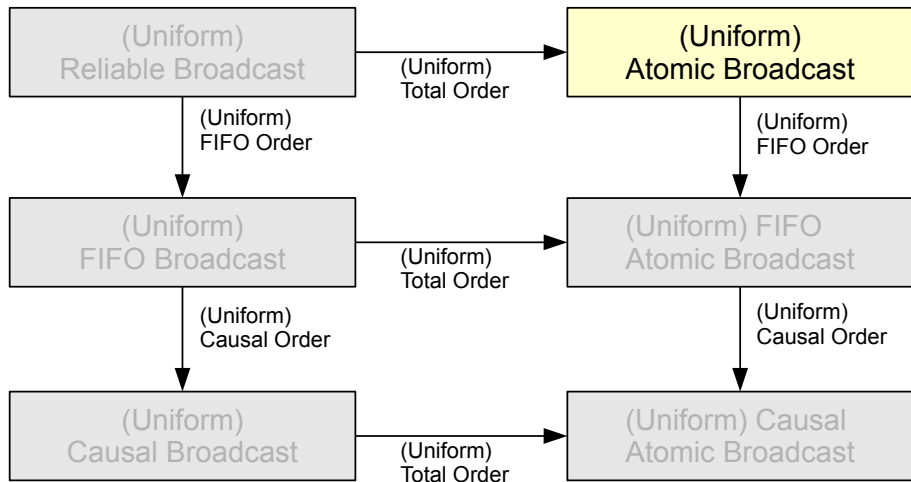 (Uniform)
Reliable Broadcast
(Uniform)
Total Order
(Uniform)
Atomic Broadcast
(Uniform)
FIFO Order
(Uniform)
FIFO Order
(Uniform)
FIFO Broadcast
(Uniform)
Total Order
(Uniform) FIFO
Atomic Broadcast
(Uniform)
Causal Order
(Uniform)
Causal Order
(Uniform)
Causal Broadcast
(Uniform)
Total Order
(Uniform) Causal
Atomic Broadcast